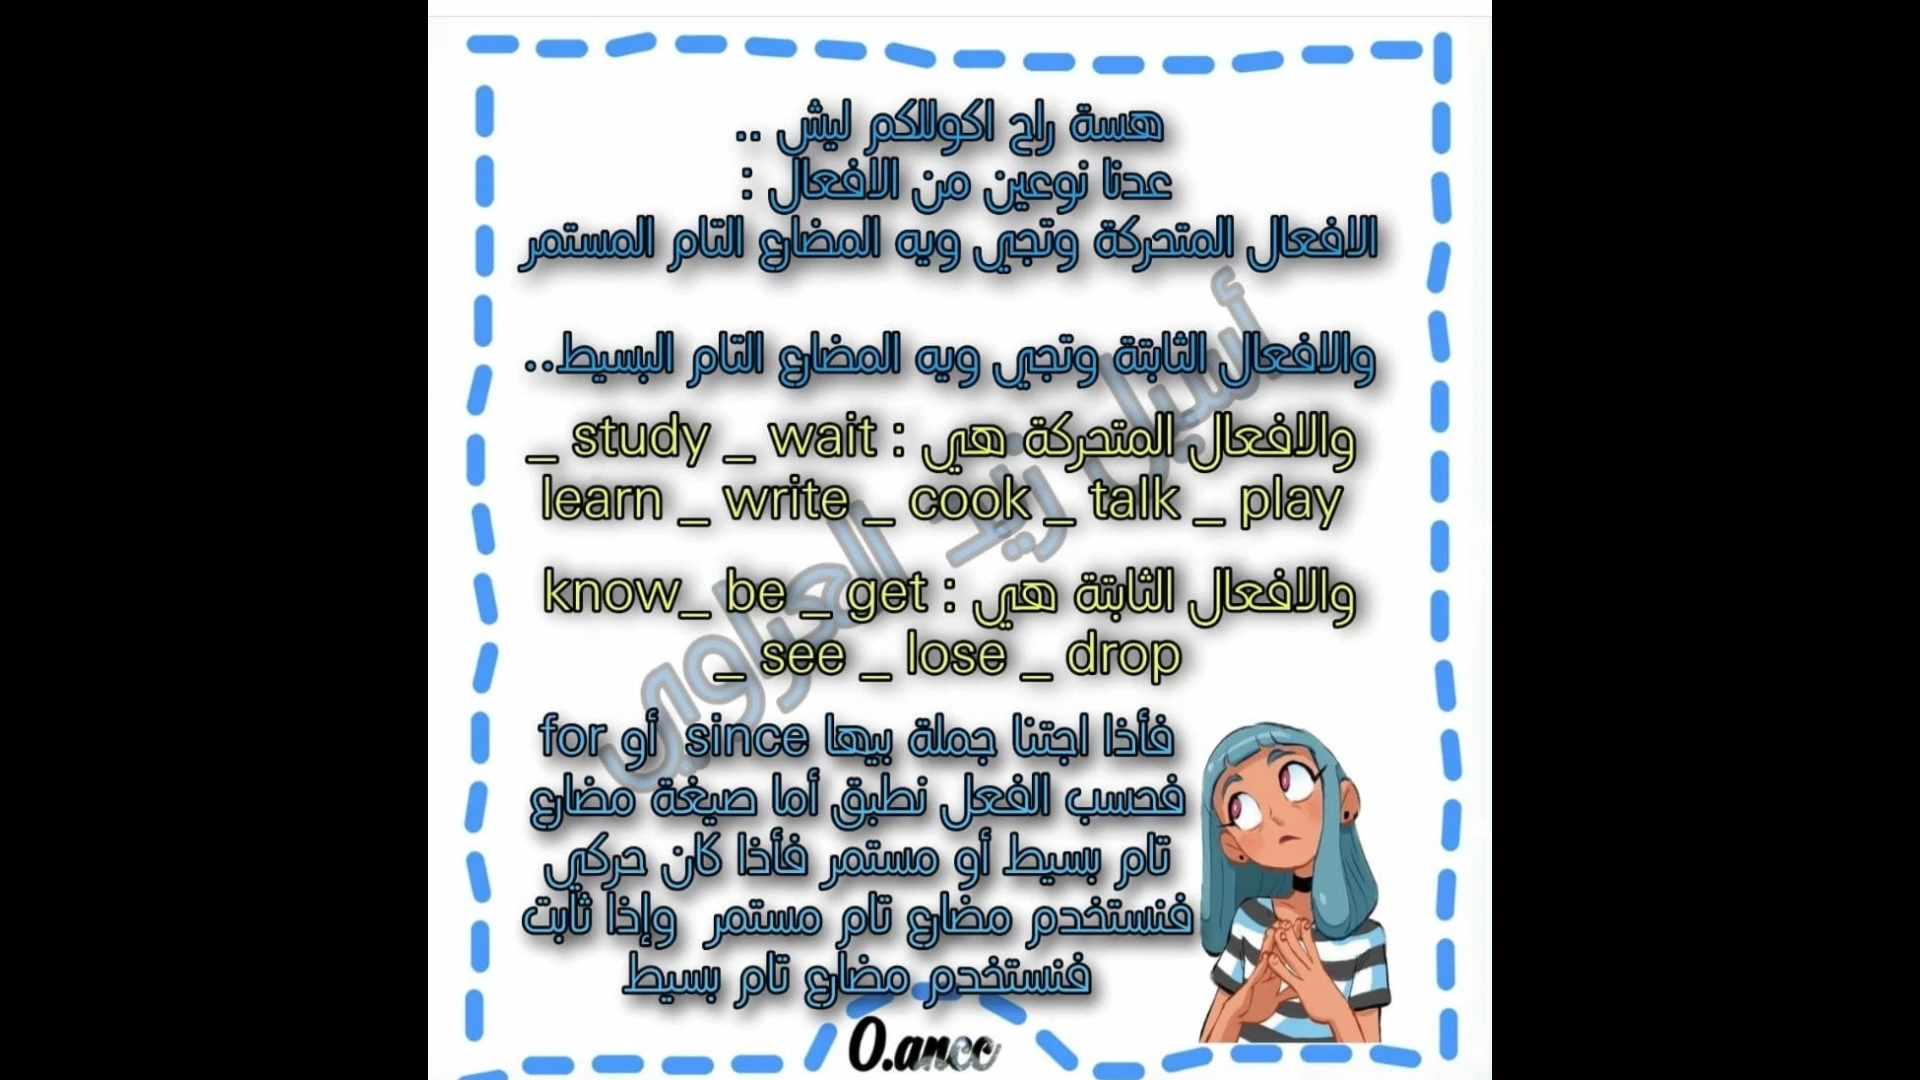 هسة راح اكوللكم ليش ..
عدنا نوعين من الافعال :
الافعال المتحركة وتجي ويه المضارع التام المستمر
والافعال الثابتة وتجي ويه المضارع التام البسيط..
والافعال المتحركة هي : study _ wait _
learn _ write _ cook _ talk _ play
والافعال الثابتة هي : know_ be _ get
_ see _ lose _ drop
فأذا اجتنا جملة بيها since أو for
فحسب الفعل نطبق أما صيغة مضارع
تام بسيط أو مستمر فأذا كان حركي
فنستخدم مضارع تام مستمر وإذا ثابت
فنستخدم مضارع تام بسيط
أسيل زيد العزاوي